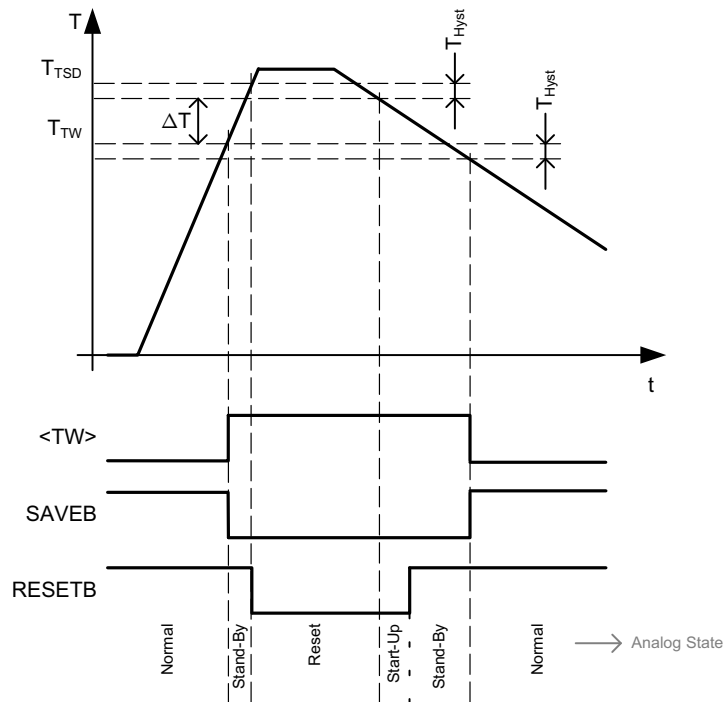 T
T_Hyst
T_TSD
T_Hyst
ΔT
T_TW
t
<TW>
SAVEB
RESETB
Normal
Stand-By
Reset
Start-Up
Stand-By
Normal
Analog State